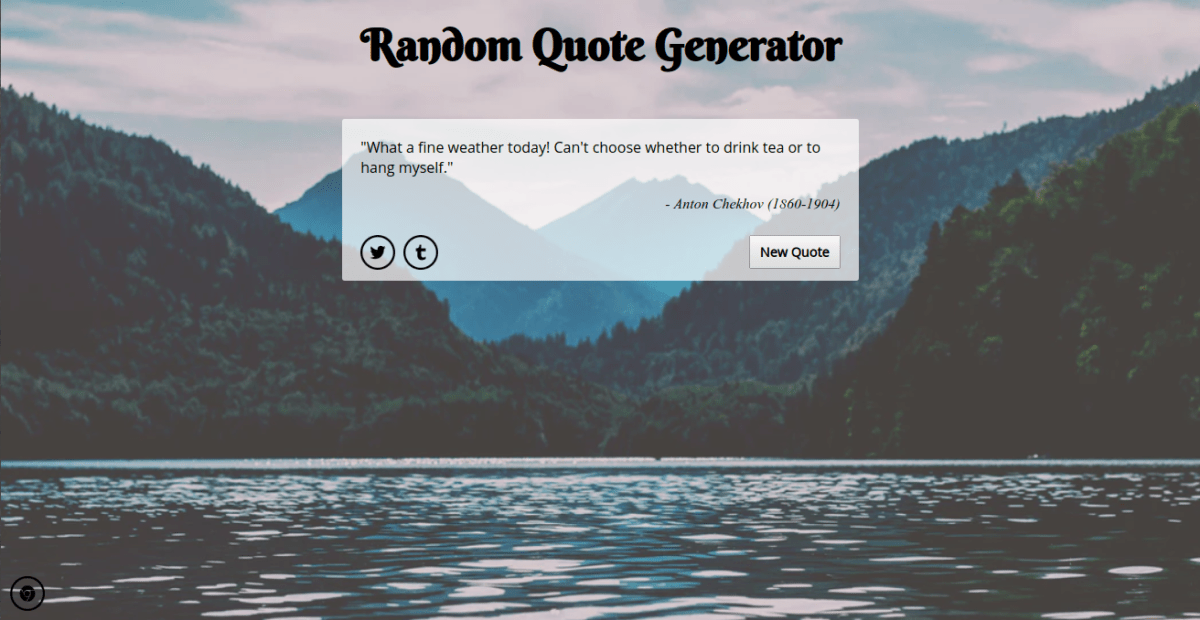 Random Quote Generator
"What a fine weather today! Can't choose whether to drink tea or to
hang myself."
- Anton Chekhov (1860-1904)
New Quote